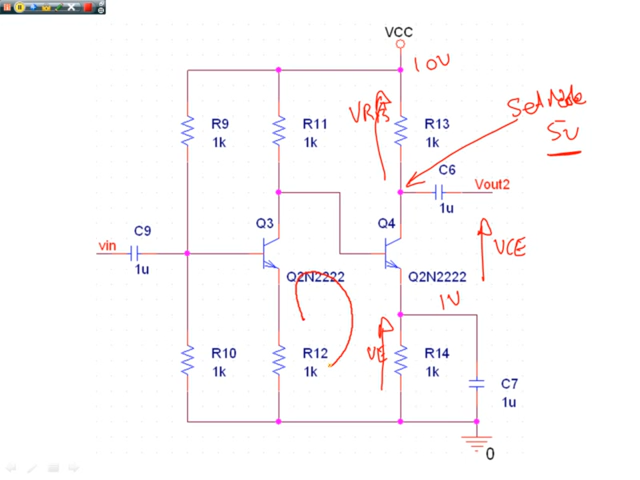 VCC
10V
R9
1k
R11
1k
VR13
R13
1k
Set Node
5V
C6
1u
Vout2
vin
C9
1u
Q3
Q2N2222
Q4
Q2N2222
VCE
1V
R10
1k
R12
1k
VE
R14
1k
C7
1u
0